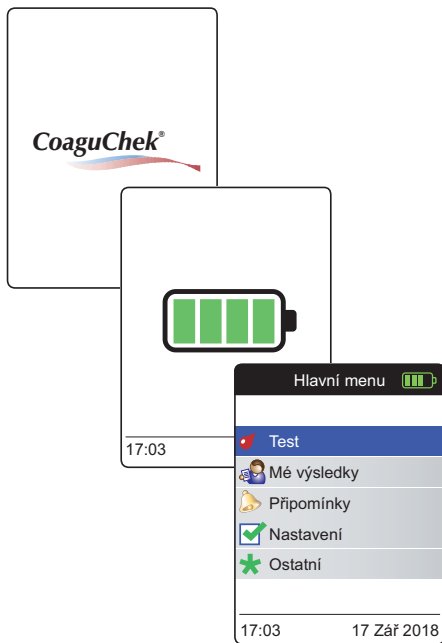 CoaguChek®
17:03
Hlavní menu
Test
Mé výsledky
Připomínky
Nastavení
Ostatní
17:03 17 Zář 2018